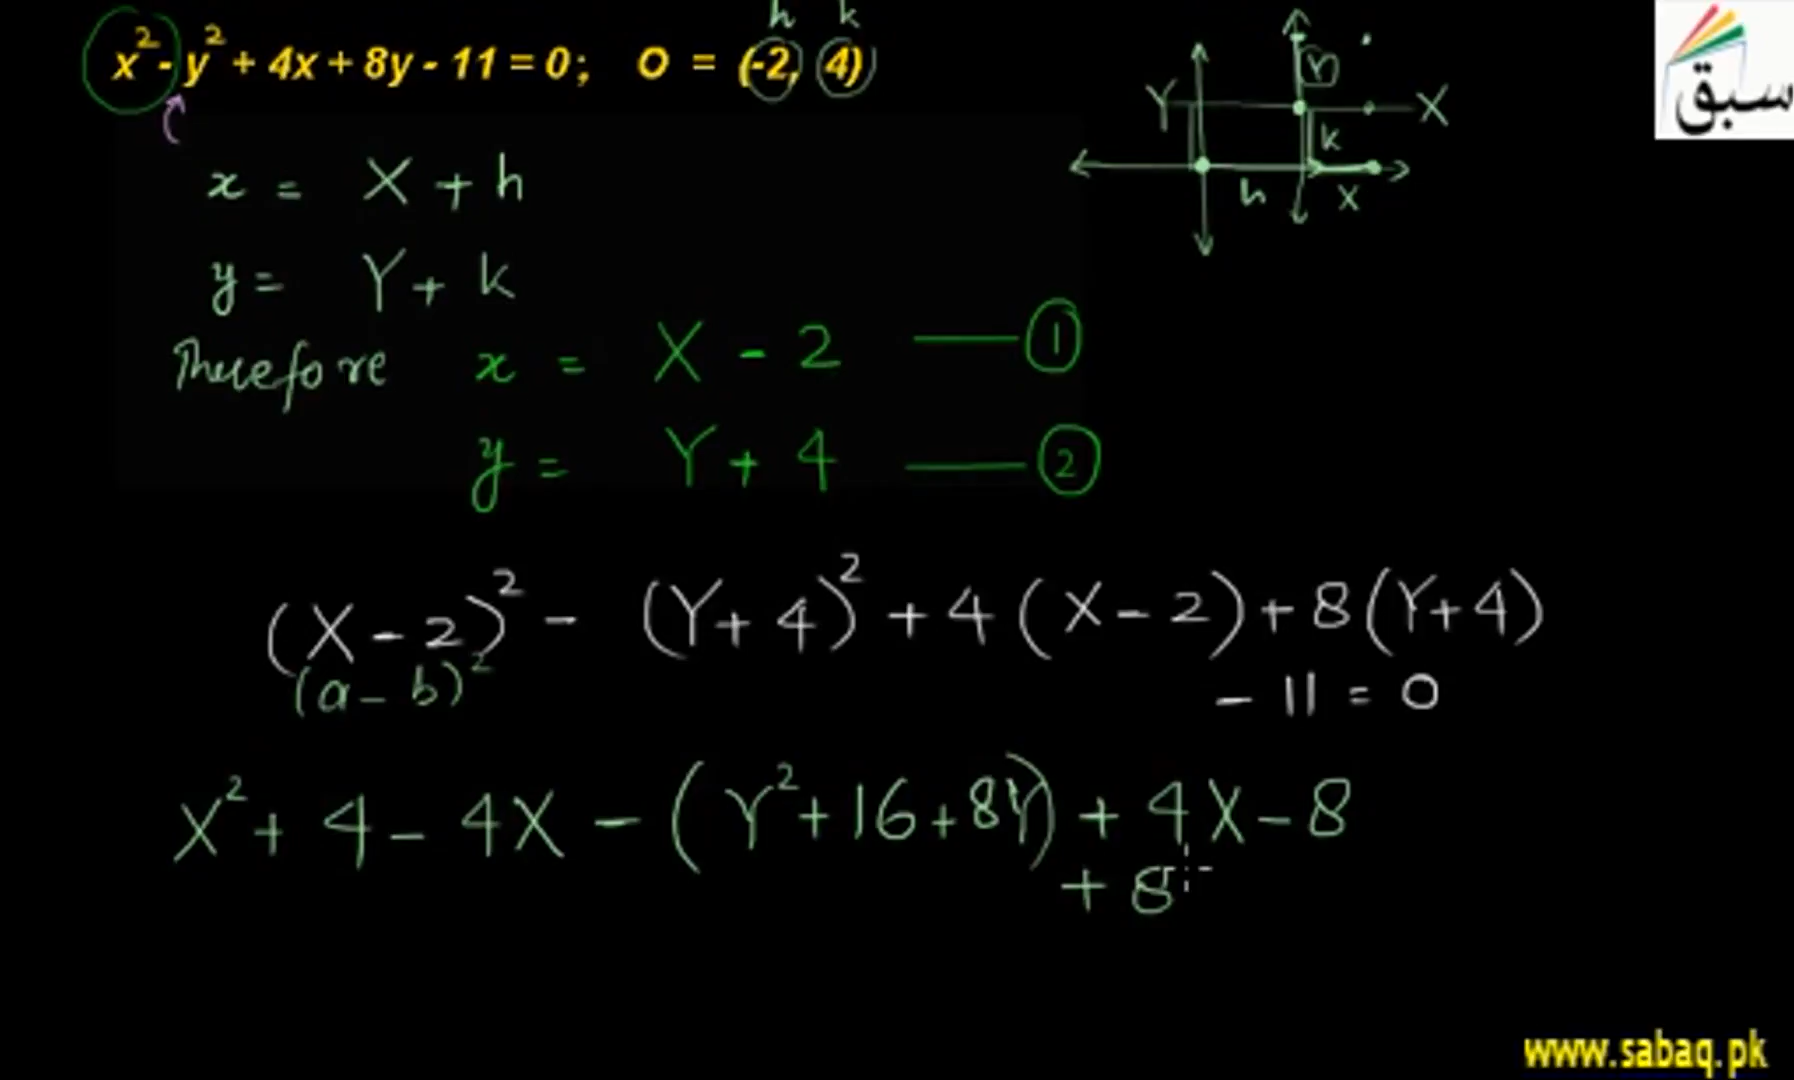 h k
x² - y² + 4x + 8y - 11 = 0; O = (-2, 4)
x = X + h
y = Y + k
Therefore x = X - 2 — 1
y = Y + 4 — 2
Y X
k
h x
سبق
(X - 2)² - (Y + 4)² + 4 (X - 2) + 8 (Y + 4)
(a - b)²
- 11 = 0
X² + 4 - 4X - (Y² + 16 + 8Y) + 4X - 8
+ 8
www.sabaq.pk